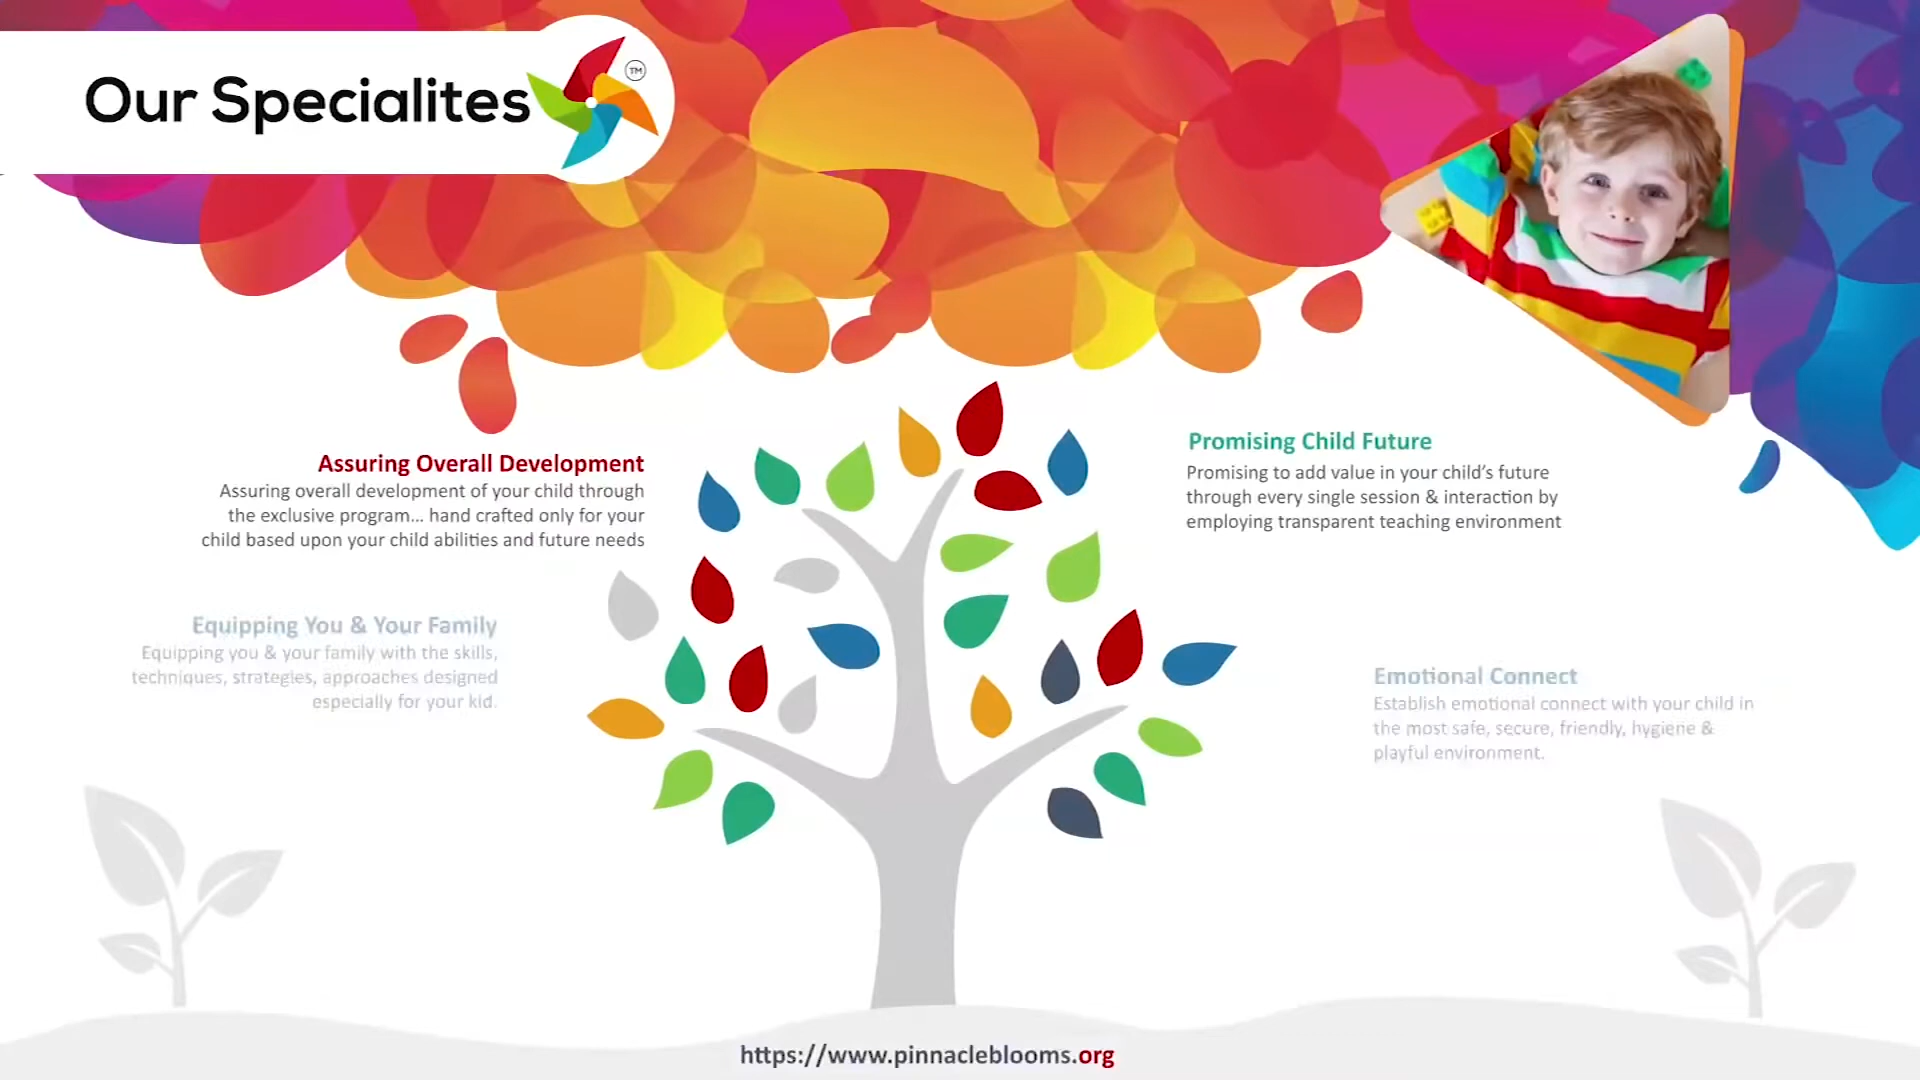 Our Specialites
TM
Assuring Overall Development
Assuring overall development of your child through
the exclusive program... hand crafted only for your
child based upon your child abilities and future needs
Promising Child Future
Promising to add value in your child's future
through every single session & interaction by
employing transparent teaching environment
Equipping You & Your Family
Equipping you & your family with the skills,
techniques, strategies, approaches designed
especially for your kid.
Emotional Connect
Establish emotional connect with your child in
the most safe, secure, friendly, hygiene &
playful environment.
https://www.pinnacleblooms.org